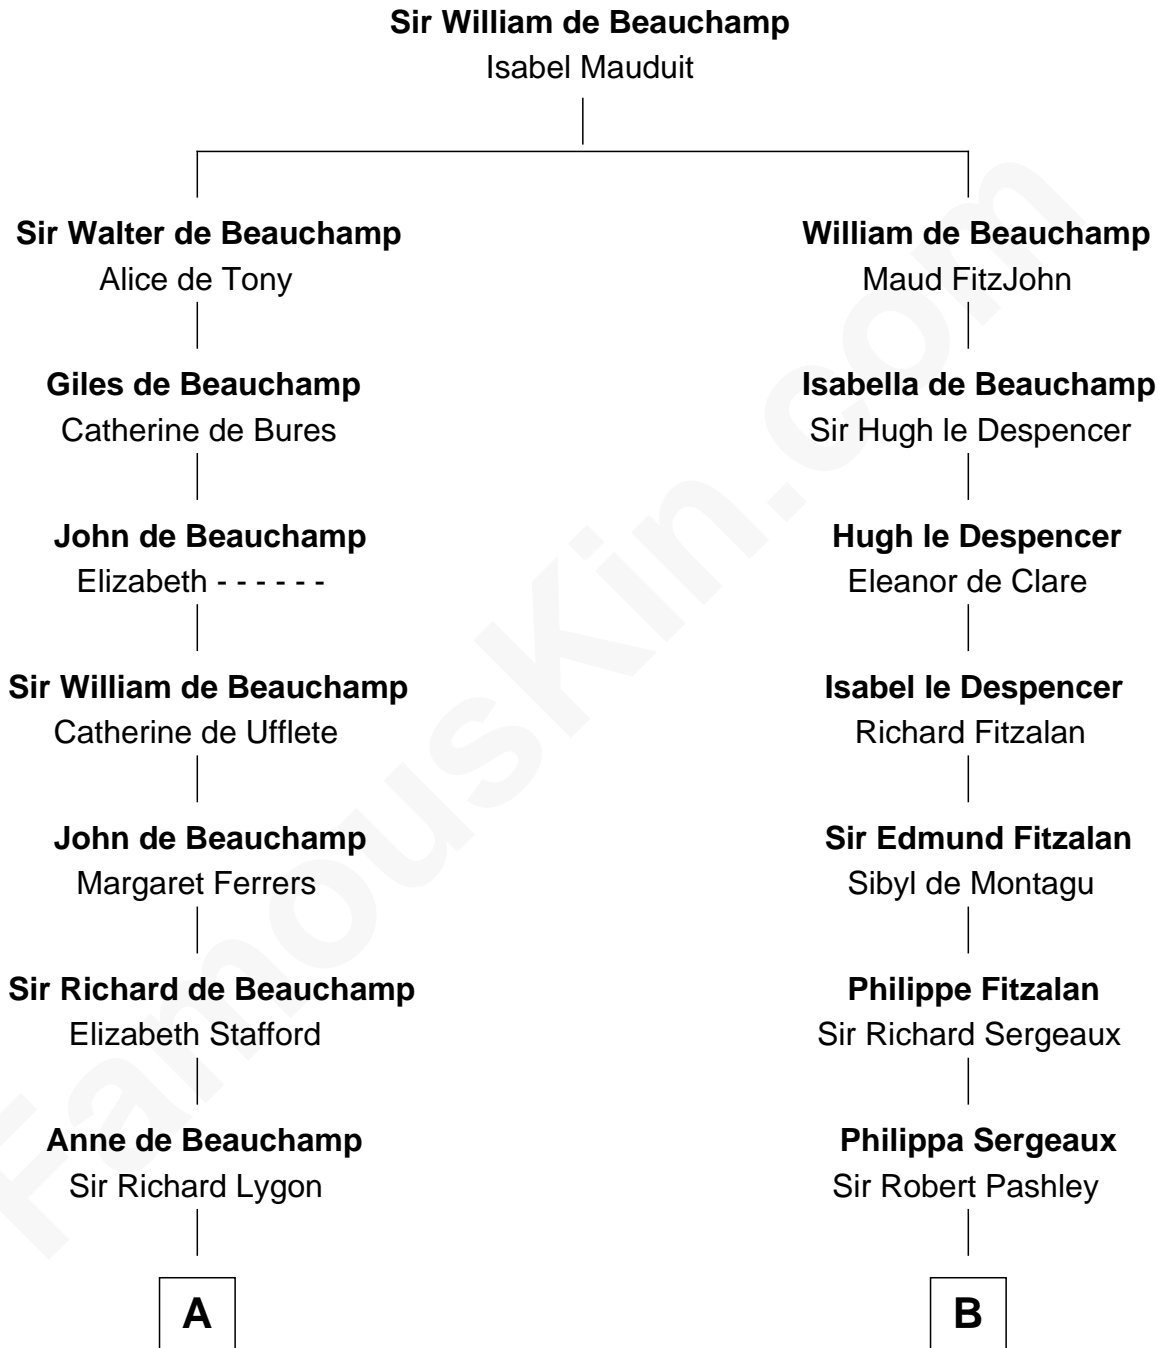 Sir William de Beauchamp
Isabel Mauduit
Sir Walter de Beauchamp
Alice de Tony
William de Beauchamp
Maud FitzJohn
Giles de Beauchamp
Catherine de Bures
Isabella de Beauchamp
Sir Hugh le Despencer
John de Beauchamp
Elizabeth - - - - - -
Hugh le Despencer
Eleanor de Clare
Sir William de Beauchamp
Catherine de Ufflete
Isabel le Despencer
Richard Fitzalan
John de Beauchamp
Margaret Ferrers
Sir Edmund Fitzalan
Sibyl de Montagu
Sir Richard de Beauchamp
Elizabeth Stafford
Philippe Fitzalan
Sir Richard Sergeaux
Anne de Beauchamp
Sir Richard Lygon
Philippa Sergeaux
Sir Robert Pashley
A
B
FamousKin.com